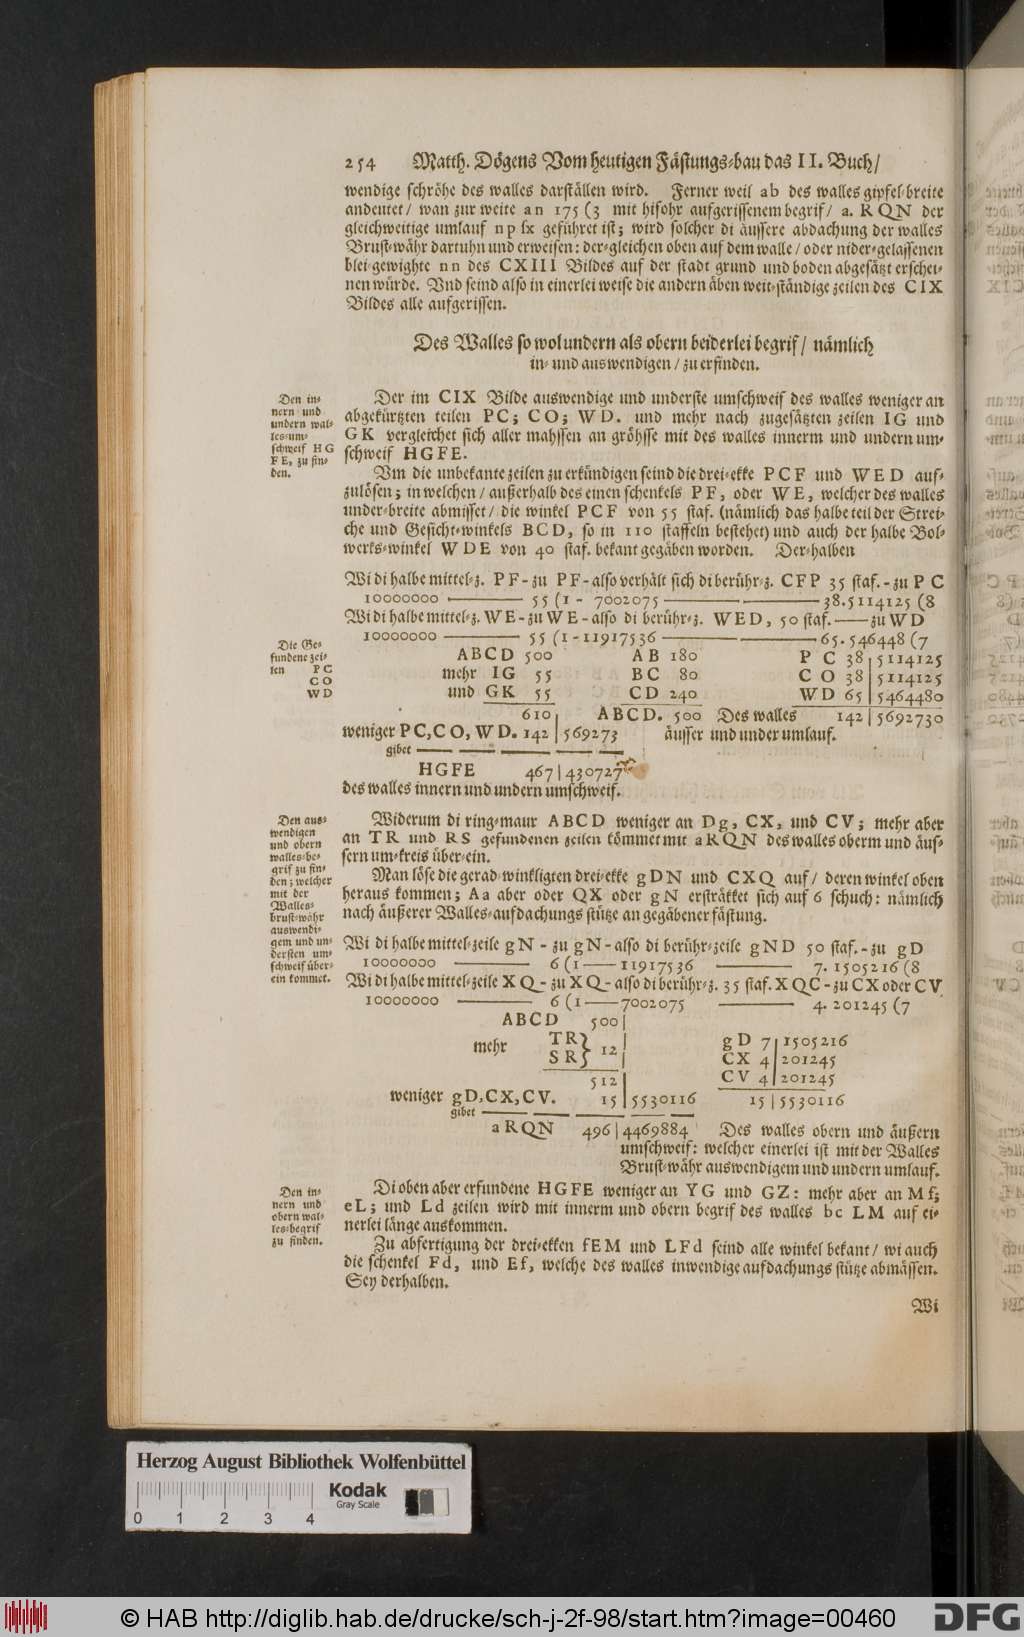 254 Matth. Dögens Vom heutigen Fästungs-bau das II. Buch/
wendige schröhe des walles darställen wird. Ferner weil ab des walles gipfel-breite
andeutet / wan zur weite an 175 (3 mit hisohr aufgerissenem begrif / a. RQN der
gleichweitige umlauf nplx geführet ist; wird solcher di äussere abdachung der walles
Brust-währ dartuhn und erweisen: der-gleichen oben auf dem walle / oder nider-gelassenen
blei-gewighte nn des CXIII Bildes auf der stadt grund und boden abgesäzt erschei-
nen würde. Vnd seind also in einerlei weise die andern äben weit-ständige zeilen des CIX
Bildes alle aufgerissen.
Des Walles so wol undern als obern beiderlei begrif / nämlich
in- und auswendigen / zu erfinden.
Den in-
nern und
undern wal-
les-um-
schweif HG
FE, zu fin-
den.
Der im CIX Bilde auswendige und underste umschweif des walles weniger an
abgekürtzten teilen PC; CO; WD. und mehr nach zugesätzten zeilen IG und
GK vergleichet sich aller mahssen an gröhsse mit des walles innerm und undern um-
schweif HGFE.
Vm die unbekante zeilen zu erkündigen seind die drei-ekke PCF und WED auf-
zulösen; in welchen / außerhalb des einen schenkels PF, oder WE, welcher des walles
under-breite abmisset / die winkel PCF von 55 staf. (nämlich das halbe teil der Strei-
che und Gesicht-winkels BCD, so in 110 staffeln bestehet) und auch der halbe Bol-
werks-winkel WDE von 40 staf. bekant gegäben worden. Der-halben
Wi di halbe mittel-z. PF - zu PF - also verhält sich di berühr-z. CFP 35 staf. - zu PC
10000000 — 55 (1 - 7002075 — 38.5114125 (8
Wi di halbe mittel-z. WE - zu WE - also di berühr-z. WED, 50 staf. — zu WD
10000000 — 55 (1 - 11917536 — 65.546448 (7
Die Ge-
fundene zei-
len PC
CO
WD
ABCD 500 AB 180 PC 38|5114125
mehr IG 55 BC 80 CO 38|5114125
und GK 55 CD 240 WD 65|5464480
610 ABCD. 500 Des walles 142|5692730
weniger PC, CO, WD. 142|569273 äusser und under umlauf.
gibet
HGFE 467|430727
des walles innern und undern umschweif.
Den aus-
wendigen
und obern
walles-be-
grif zu fin-
den; welcher
mit der
Walles-
brust-währ
auswendi-
gem und un-
dersten um-
schweif über-
ein kommet.
Widerum di ring-maur ABCD weniger an Dg, CX, und CV; mehr aber
an TR und RS gefundenen zeilen kömmet mit aRQN des walles oberm und äus-
sern um-kreis über-ein.
Man löse die gerad-winkligten drei-ekke gDN und CXQ auf / deren winkel oben
heraus kommen; Aa aber oder QX oder gN ersträkket sich auf 6 schuch: nämlich
nach äußerer Walles-aufdachungs stütze an gegäbener fästung.
Wi di halbe mittel-zeile gN - zu gN - also di berühr-zeile gND 50 staf. - zu gD
10000000 — 6 (1 — 11917536 — 7.1505216 (8
Wi di halbe mittel-zeile XQ - zu XQ - also di berühr-z. 35 staf. XQC - zu CX oder CV
10000000 — 6 (1 — 7002075 — 4.201245 (7
ABCD 500|
mehr TR} 12| gD 7|1505216
SR} CX 4|201245
512| CV 4|201245
weniger gD, CX, CV. 15|5530116 15|5530116
gibet
aRQN 496|4469884 Des walles obern und äußern
umschweif: welcher einerlei ist mit der Walles
Brust-währ auswendigem und undern umlauf.
Den in-
nern und
obern wal-
les-begrif
zu finden.
Di oben aber erfundene HGFE weniger an YG und GZ: mehr aber an Mf;
eL; und Ld zeilen wird mit innerm und obern begrif des walles bc LM auf ei-
nerlei länge auskommen.
Zu abfertigung der drei-ekken fEM und LFd seind alle winkel bekant / wi auch
die schenkel Fd, und Ef, welche des walles inwendige aufdachungs stütze abmässen.
Sey derhalben.
Wi
Herzog August Bibliothek Wolfenbüttel
Kodak
Gray Scale
0 1 2 3 4
© HAB http://diglib.hab.de/drucke/sch-j-2f-98/start.htm?image=00460
DFG